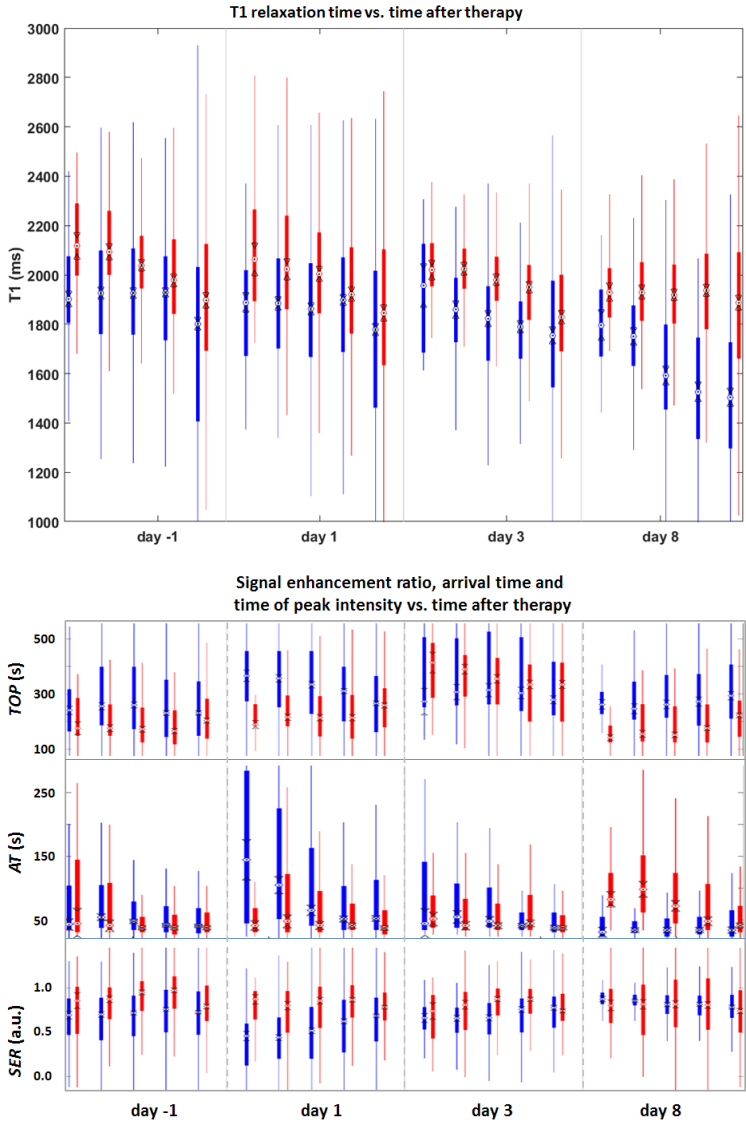 T1 relaxation time vs. time after therapy
3000
2800
2600
2400
2200
2000
1800
1600
1400
1200
1000
T1 (ms)
day -1 day 1 day 3 day 8
Signal enhancement ratio, arrival time and
time of peak intensity vs. time after therapy
500
300
100
TOP (s)
250
150
50
AT (s)
1.0
0.5
0.0
SER (a.u.)
day -1 day 1 day 3 day 8